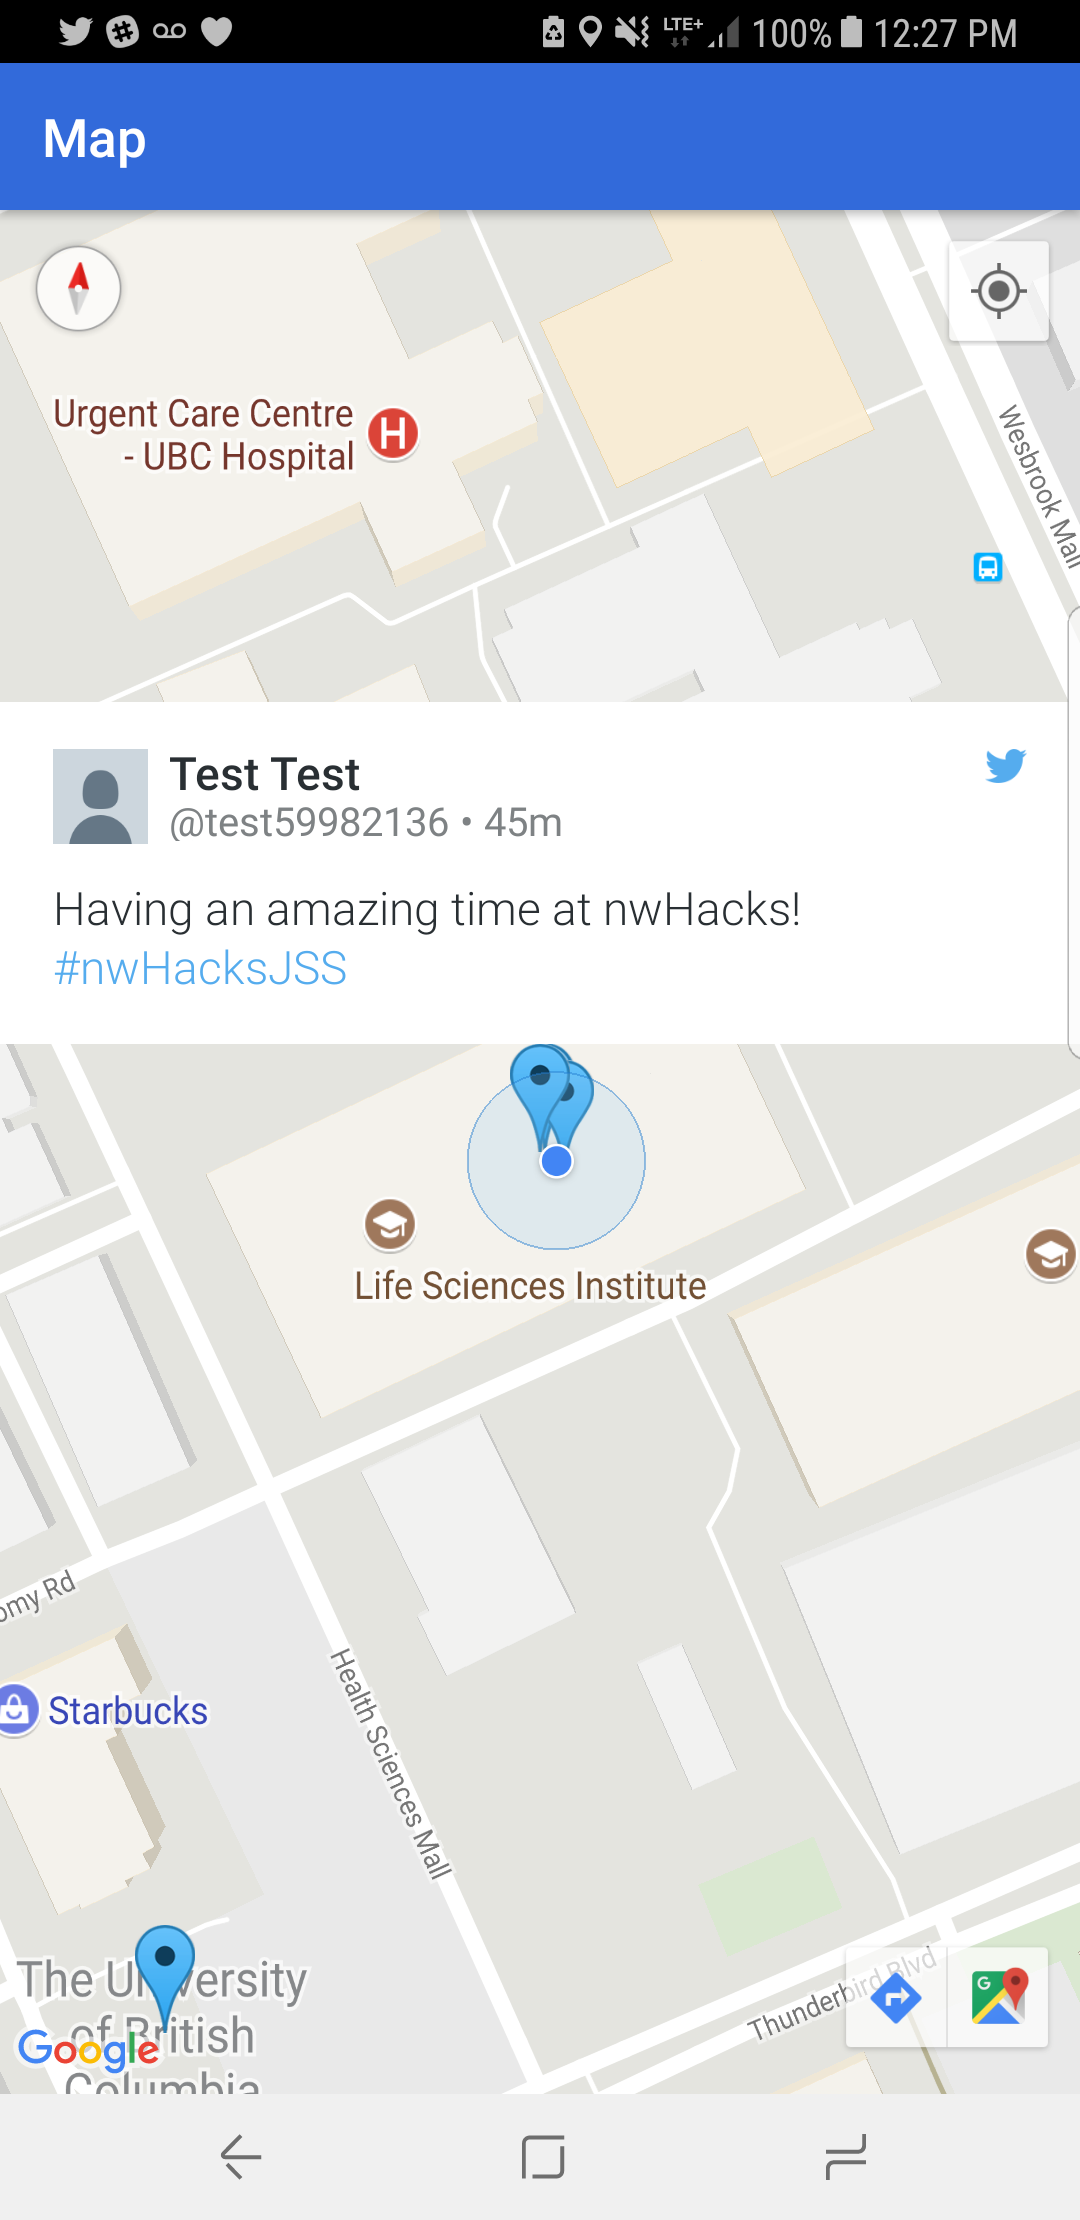 LTE+ 100% 12:27 PM
Map
Urgent Care Centre
- UBC Hospital
H
Wesbrook Mall
Test Test
@test59982136 • 45m
Having an amazing time at nwHacks!
#nwHacksJSS
Life Sciences Institute
omy Rd
Starbucks
Health Sciences Mall
The University
of British
Columbia
Google
Thunderbird Blvd
G